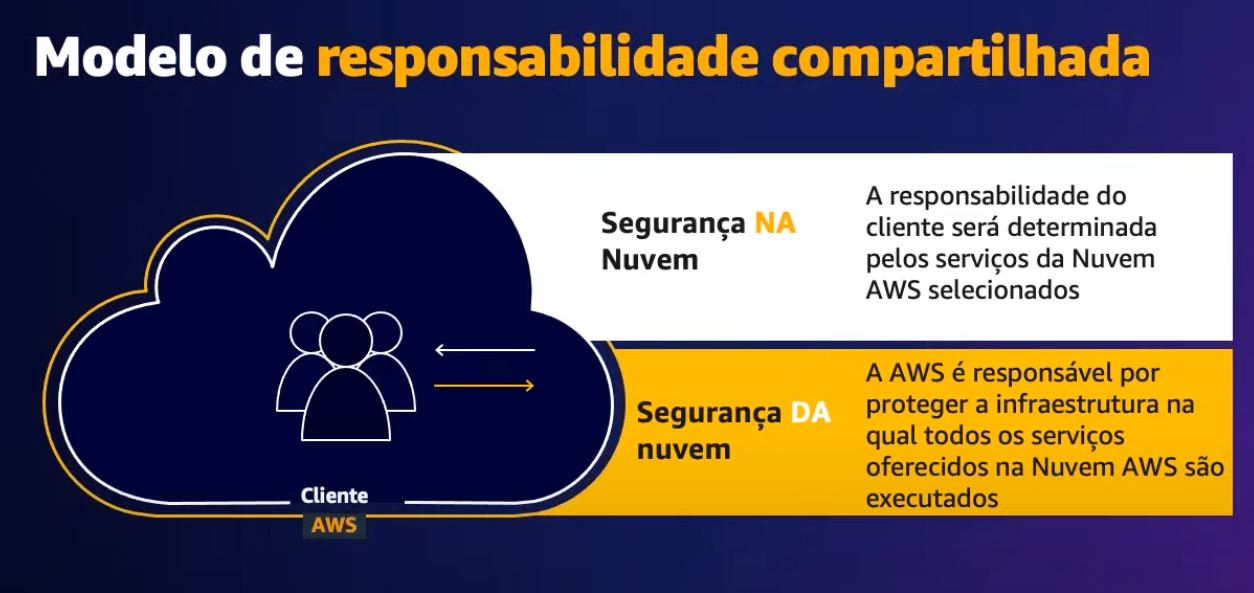 Modelo de responsabilidade compartilhada
Segurança NA
Nuvem
A responsabilidade do
cliente será determinada
pelos serviços da Nuvem
AWS selecionados
Segurança DA
nuvem
A AWS é responsável por
proteger a infraestrutura na
qual todos os serviços
oferecidos na Nuvem AWS são
executados
Cliente
AWS